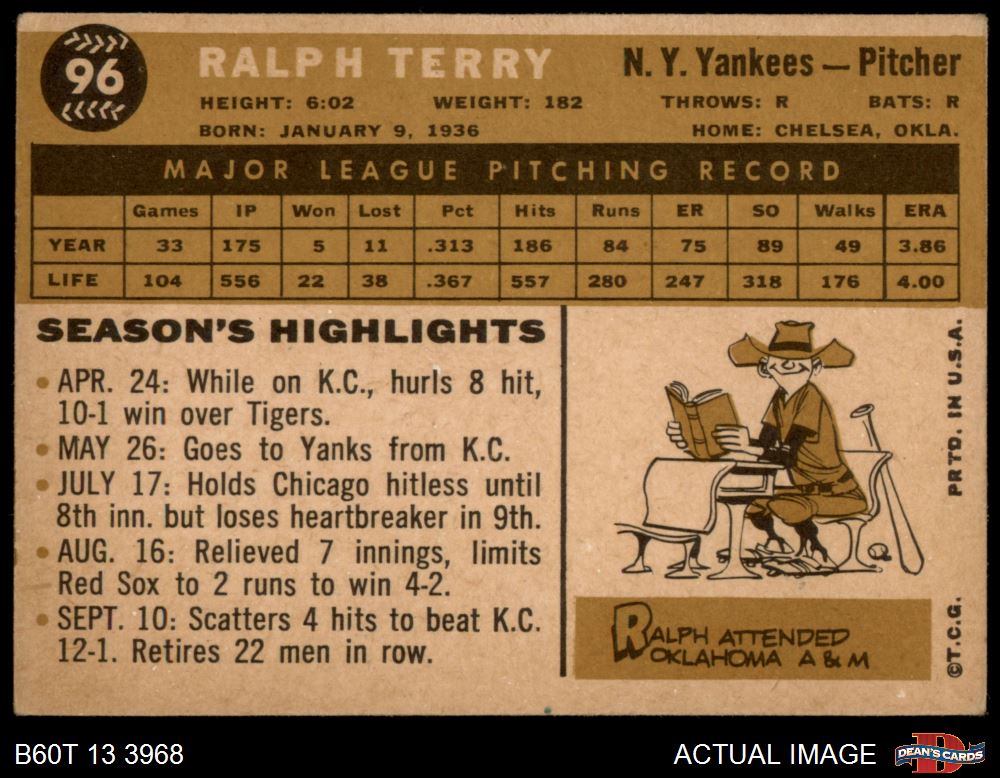 96
RALPH TERRY
N. Y. Yankees — Pitcher
HEIGHT: 6:02 WEIGHT: 182 THROWS: R BATS: R
BORN: JANUARY 9, 1936 HOME: CHELSEA, OKLA.
MAJOR LEAGUE PITCHING RECORD
Games IP Won Lost Pct Hits Runs ER SO Walks ERA
YEAR 33 175 5 11 .313 186 84 75 89 49 3.86
LIFE 104 556 22 38 .367 557 280 247 318 176 4.00
SEASON'S HIGHLIGHTS
• APR. 24: While on K.C., hurls 8 hit,
10-1 win over Tigers.
• MAY 26: Goes to Yanks from K.C.
• JULY 17: Holds Chicago hitless until
8th inn. but loses heartbreaker in 9th.
• AUG. 16: Relieved 7 innings, limits
Red Sox to 2 runs to win 4-2.
• SEPT. 10: Scatters 4 hits to beat K.C.
12-1. Retires 22 men in row.
RALPH ATTENDED
OKLAHOMA A & M
©T.C.G. PRTD. IN U.S.A.
B60T 13 3968
ACTUAL IMAGE
DEAN'S CARDS